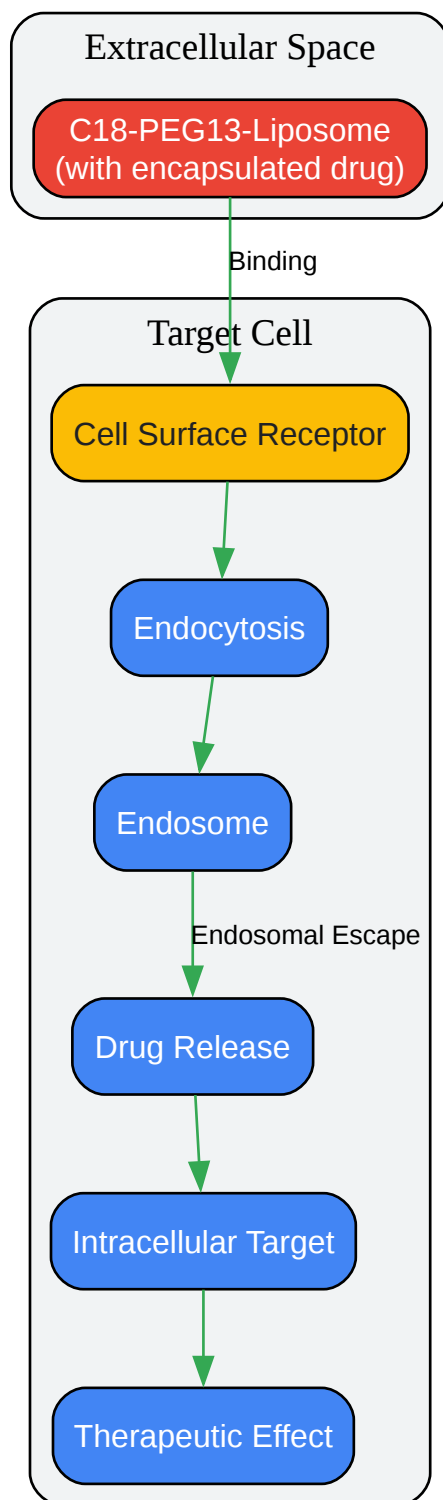 Extracellular Space
C18-PEG13-Liposome
(with encapsulated drug)
Binding
Target Cell
Cell Surface Receptor
Endocytosis
Endosome
Endosomal Escape
Drug Release
Intracellular Target
Therapeutic Effect